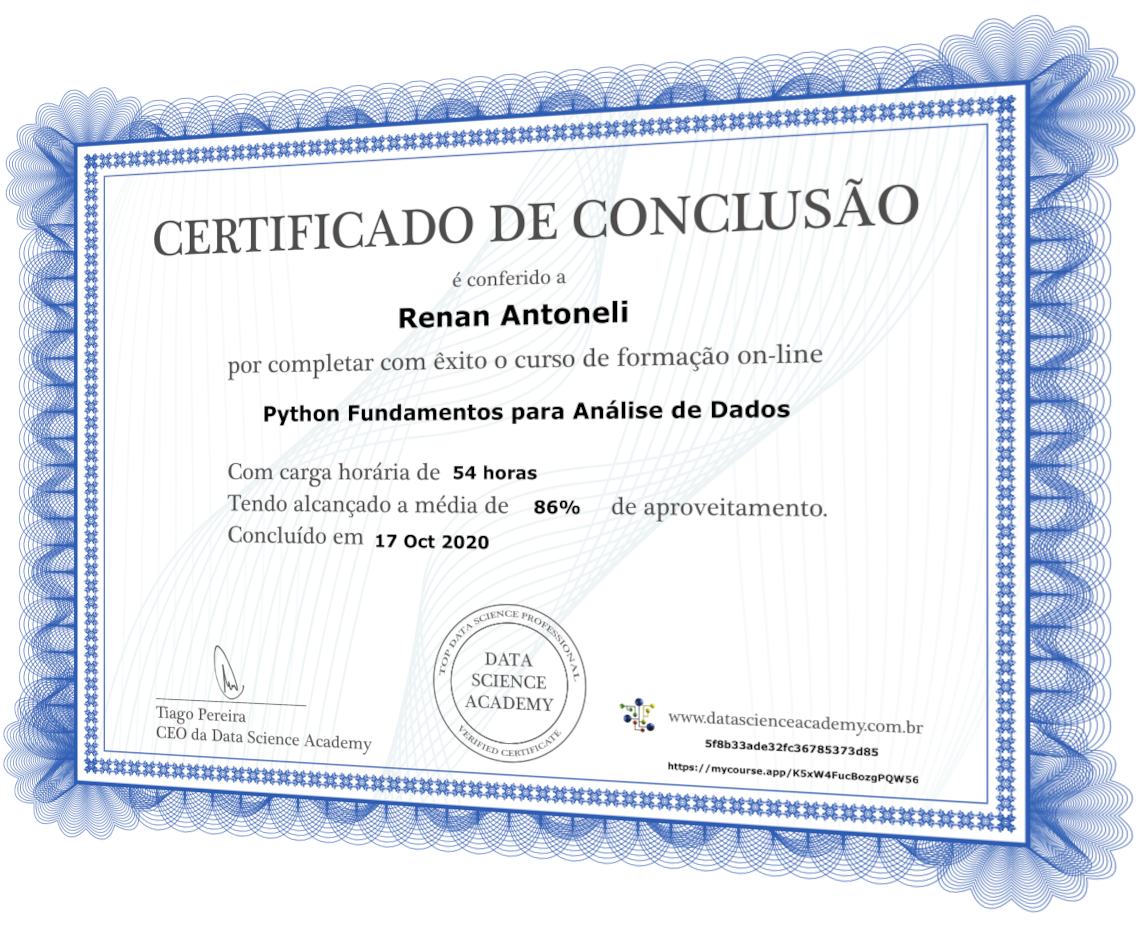 CERTIFICADO DE CONCLUSÃO
é conferido a
Renan Antoneli
por completar com êxito o curso de formação on-line
Python Fundamentos para Análise de Dados
Com carga horária de 54 horas
Tendo alcançado a média de 86% de aproveitamento.
Concluído em 17 Oct 2020
TOP DATA SCIENCE PROFESSIONAL
DATA
SCIENCE
ACADEMY
VERIFIED CERTIFICATE
Tiago Pereira
CEO da Data Science Academy
www.datascienceacademy.com.br
5f8b33ade32fc36785373d85
https://mycourse.app/K5xW4FucBozgPQW56